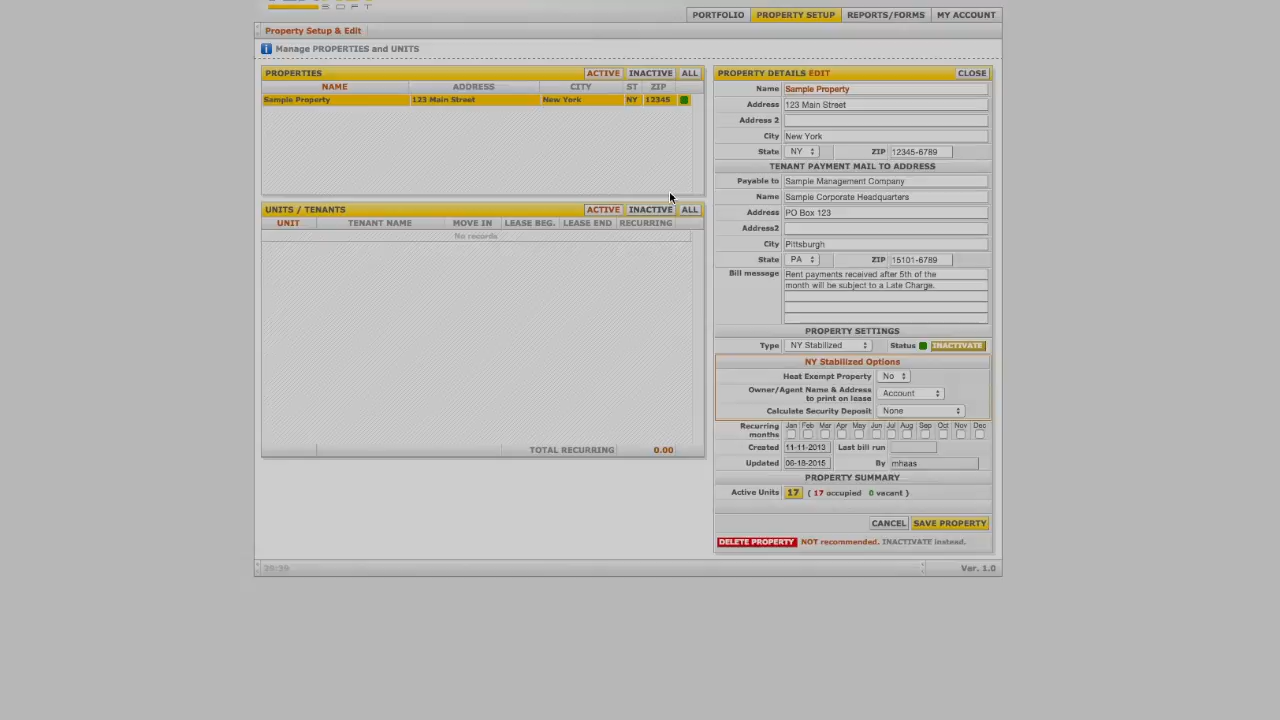 SOFT
PORTFOLIO PROPERTY SETUP REPORTS/FORMS MY ACCOUNT
Property Setup & Edit
i Manage PROPERTIES and UNITS
PROPERTIES ACTIVE INACTIVE ALL
NAME ADDRESS CITY ST ZIP
Sample Property 123 Main Street New York NY 12345
UNITS / TENANTS ACTIVE INACTIVE ALL
UNIT TENANT NAME MOVE IN LEASE BEG. LEASE END RECURRING
No records
TOTAL RECURRING 0.00
PROPERTY DETAILS EDIT CLOSE
Name Sample Property
Address 123 Main Street
Address 2
City New York
State NY ZIP 12345-6789
TENANT PAYMENT MAIL TO ADDRESS
Payable to Sample Management Company
Name Sample Corporate Headquarters
Address PO Box 123
Address2
City Pittsburgh
State PA ZIP 15101-6789
Bill message Rent payments received after 5th of the
month will be subject to a Late Charge.
PROPERTY SETTINGS
Type NY Stabilized Status INACTIVATE
NY Stabilized Options
Heat Exempt Property No
Owner/Agent Name & Address
to print on lease Account
Calculate Security Deposit None
Recurring Jan Feb Mar Apr May Jun Jul Aug Sep Oct Nov Dec
months
Created 11-11-2013 Last bill run
Updated 06-18-2015 By mhaas
PROPERTY SUMMARY
Active Units 17 ( 17 occupied 0 vacant )
CANCEL SAVE PROPERTY
DELETE PROPERTY NOT recommended. INACTIVATE instead.
Ver. 1.0